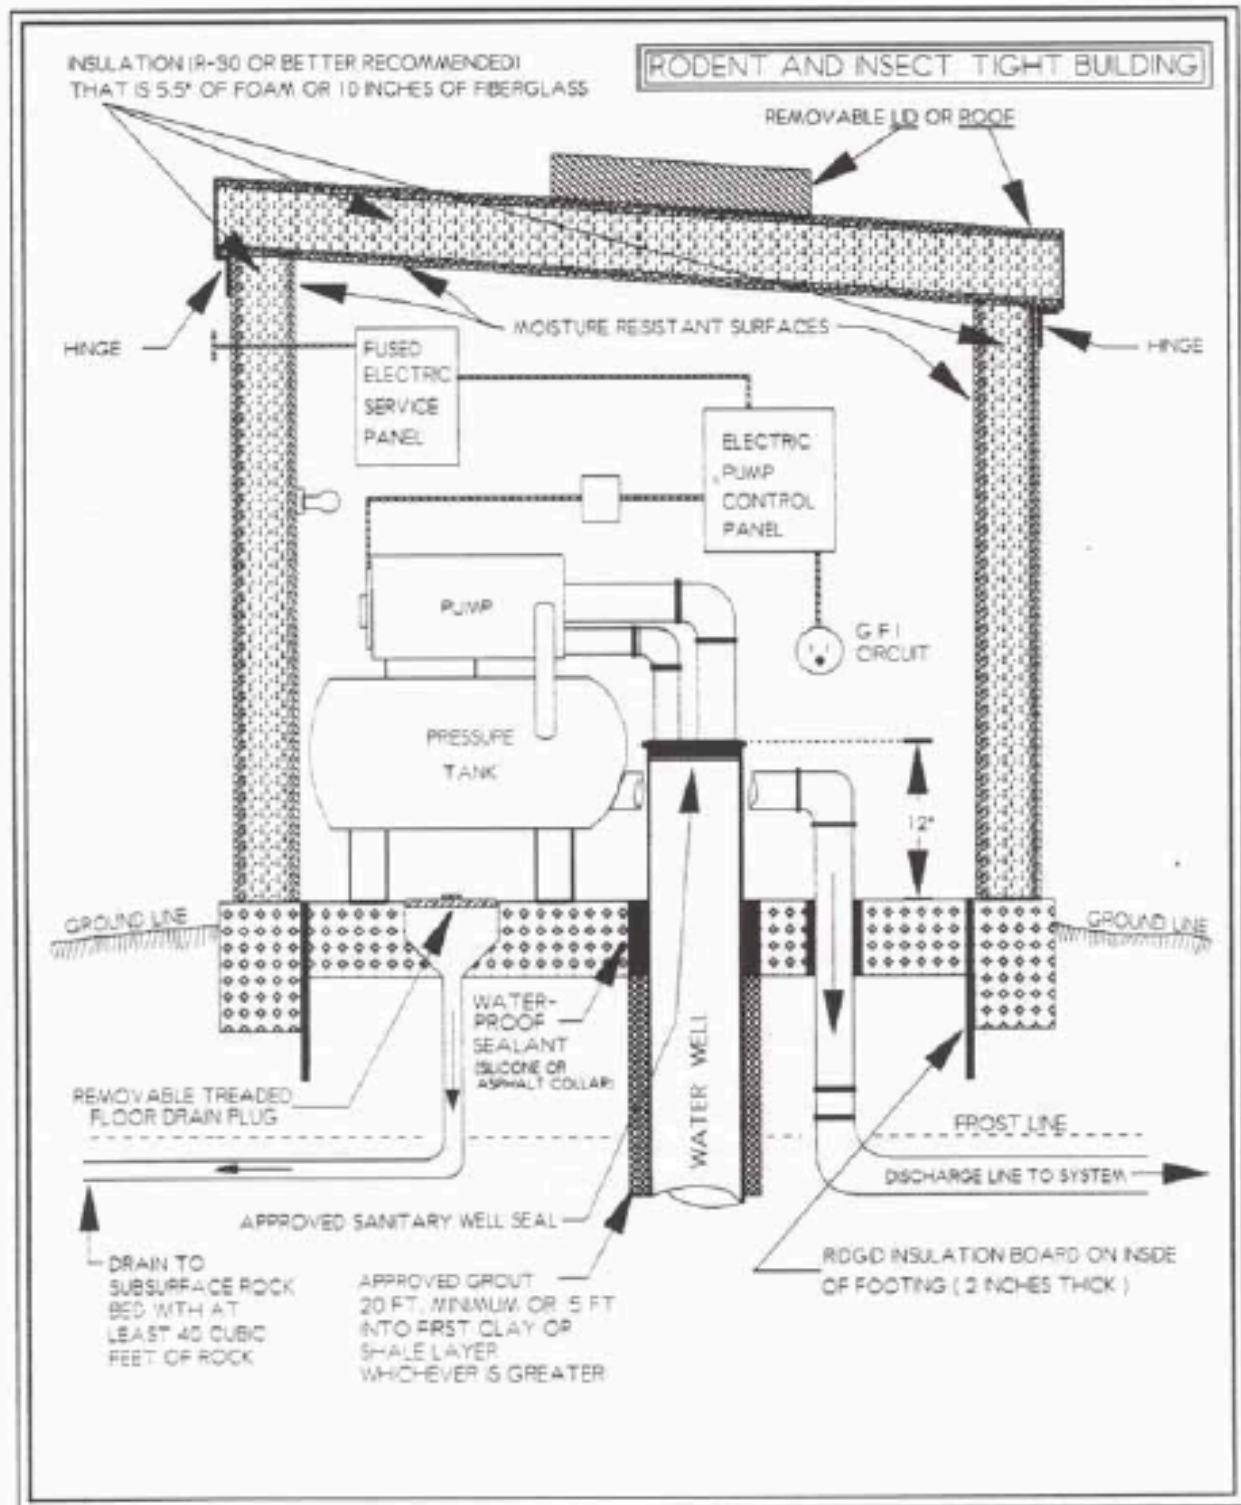 INSULATION (R-30 OR BETTER RECOMMENDED)
THAT IS 5.5" OF FOAM OR 10 INCHES OF FIBERGLASS
RODENT AND INSECT TIGHT BUILDING
REMOVABLE LID OR ROOF
MOISTURE RESISTANT SURFACES
HINGE
HINGE
FUSED
ELECTRIC
SERVICE
PANEL
ELECTRIC
PUMP
CONTROL
PANEL
PUMP
G F I
CIRCUIT
PRESSURE
TANK
12"
GROUND LINE
GROUND LINE
WATER-
PROOF
SEALANT
(SILICONE OR
ASPHALT COLLAR)
WATER WELL
REMOVABLE TREADED
FLOOR DRAIN PLUG
FROST LINE
DISCHARGE LINE TO SYSTEM
APPROVED SANITARY WELL SEAL
DRAIN TO
SUBSURFACE ROCK
BED WITH AT
LEAST 40 CUBIC
FEET OF ROCK
APPROVED GROUT
20 FT. MINIMUM OR 5 FT
INTO FIRST CLAY OR
SHALE LAYER
WHICHEVER IS GREATER
RIDGID INSULATION BOARD ON INSIDE
OF FOOTING ( 2 INCHES THICK )